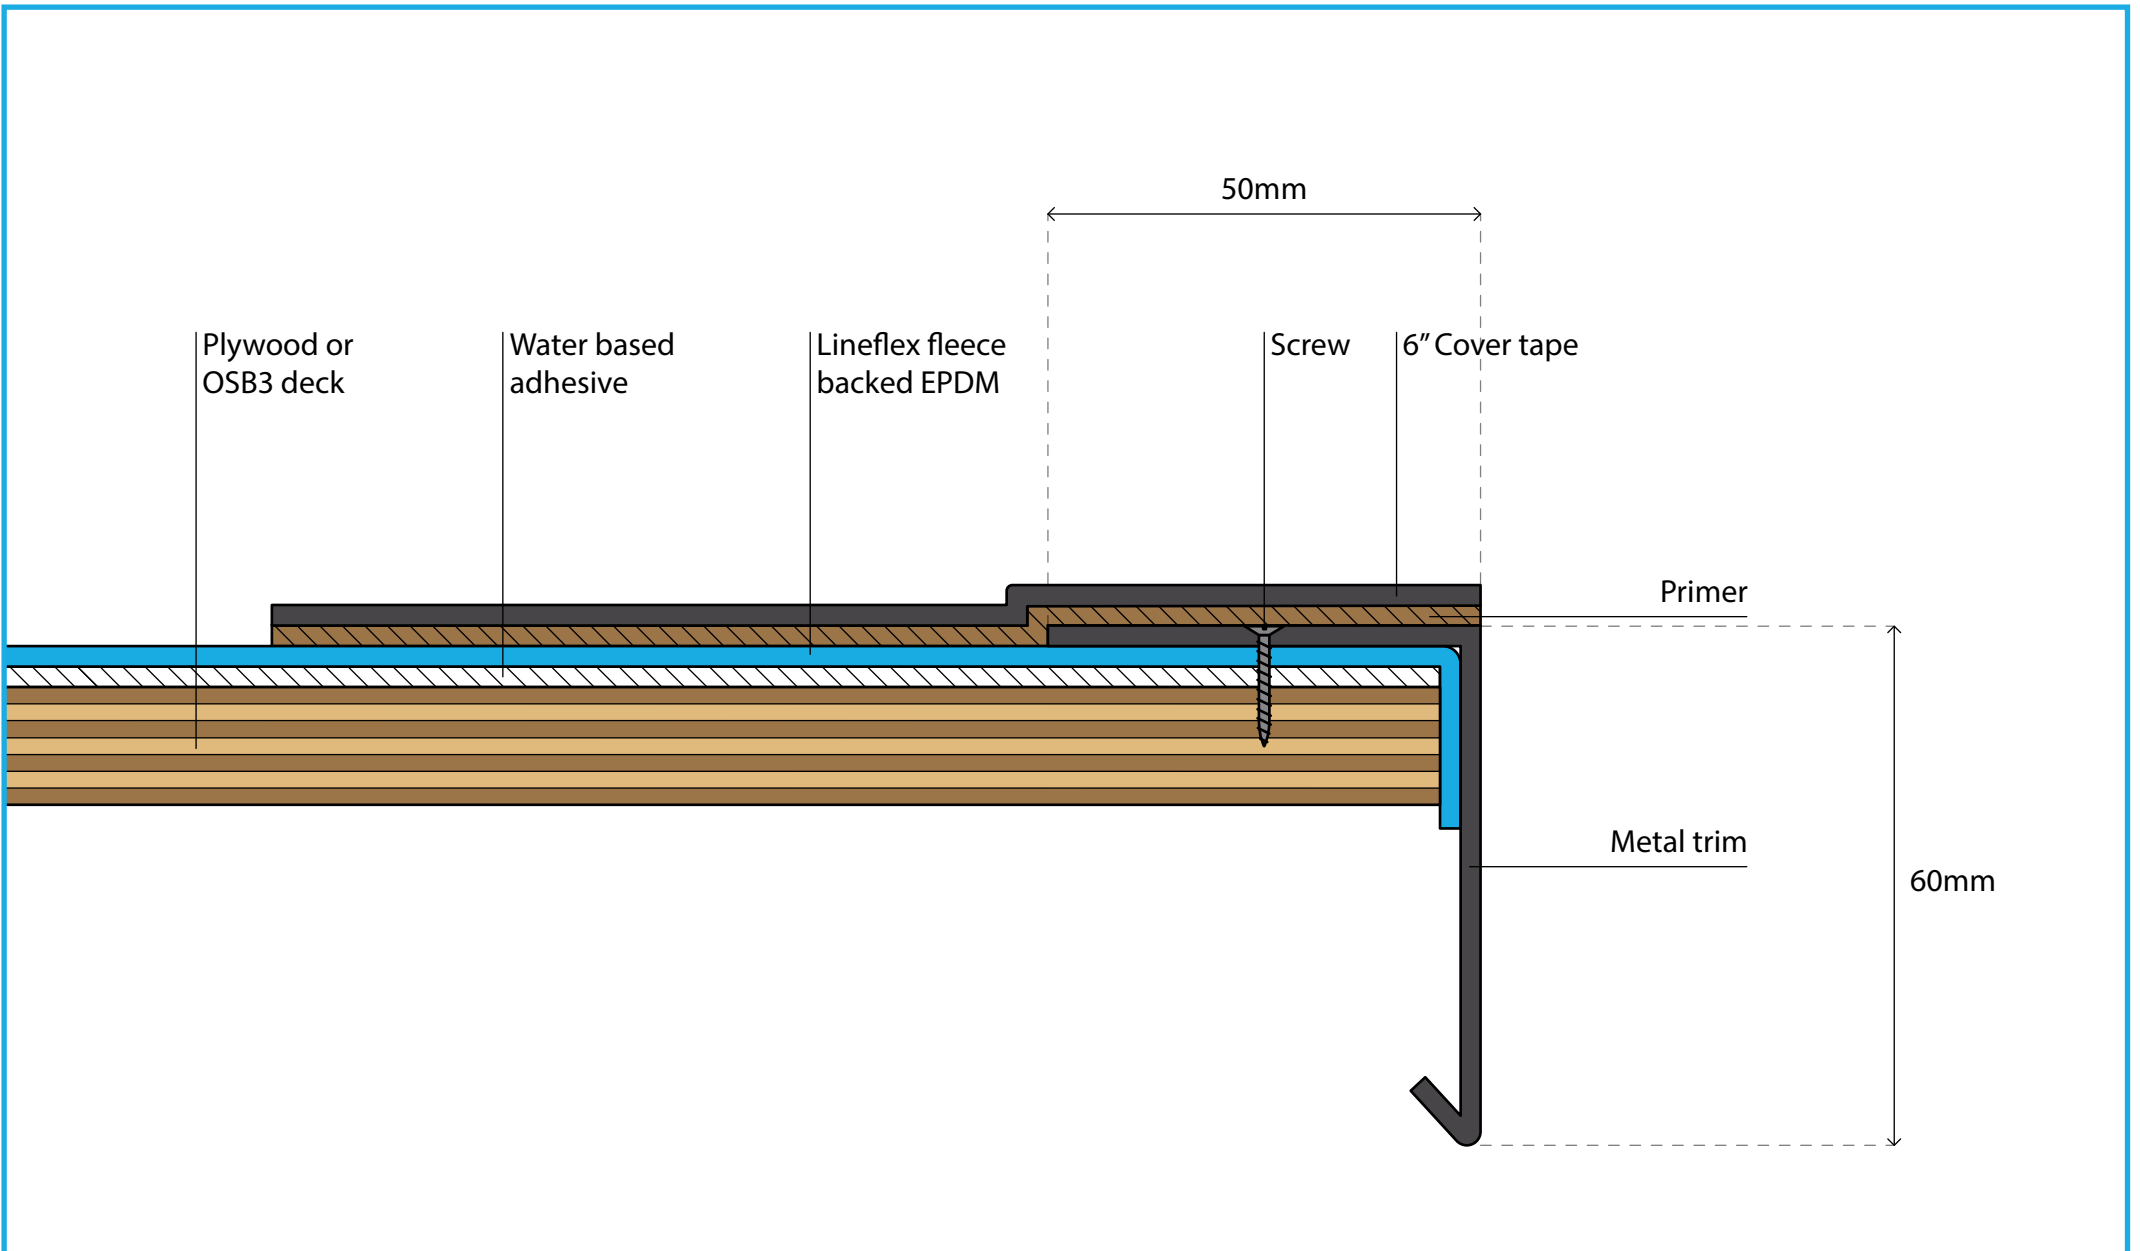 50mm
Plywood or
OSB3 deck
Water based
adhesive
Lineflex fleece
backed EPDM
Screw
6” Cover tape
Primer
Metal trim
60mm